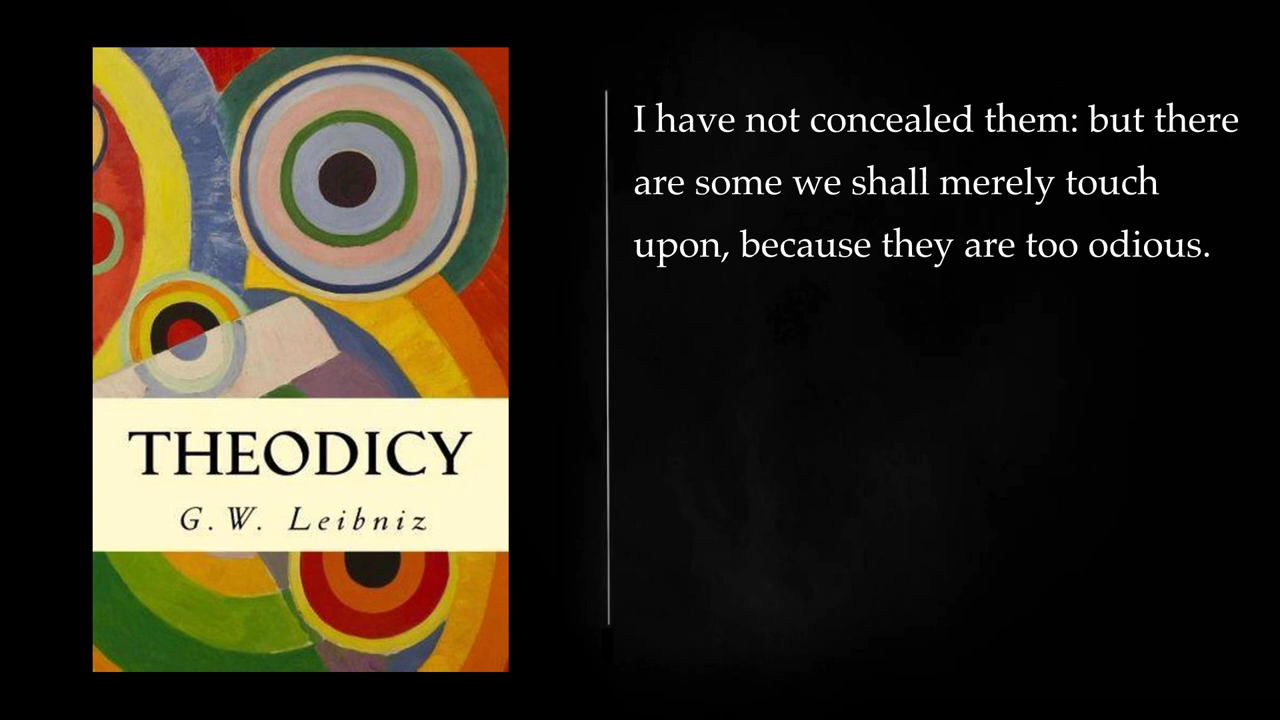 THEODICY
G. W. Leibniz
I have not concealed them: but there
are some we shall merely touch
upon, because they are too odious.